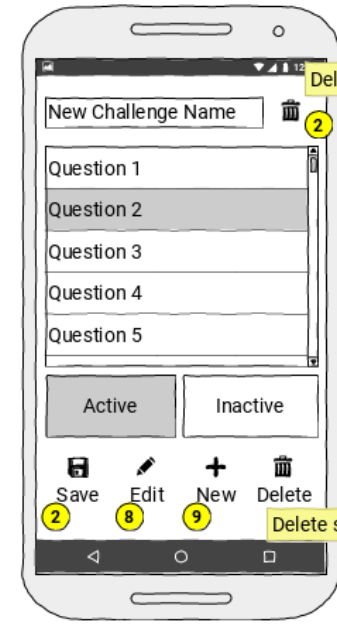 12
Del
New Challenge Name
2
Question 1
Question 2
Question 3
Question 4
Question 5
Active Inactive
Save Edit New Delete
2 8 9
Delete s